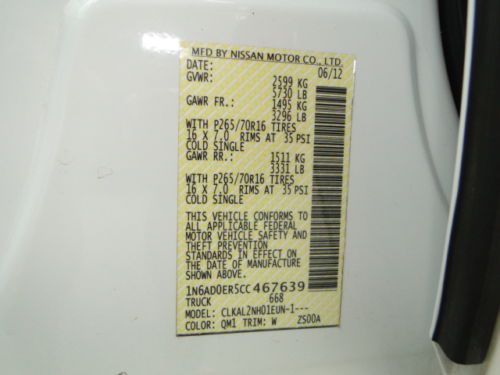 MFD BY NISSAN MOTOR CO., LTD.
DATE: 06/12
GVWR: 2599 KG
5730 LB
GAWR FR.: 1495 KG
3296 LB
WITH P265/70R16 TIRES
16 X 7.0 RIMS AT 35 PSI
COLD SINGLE
GAWR RR.: 1511 KG
3331 LB
WITH P265/70R16 TIRES
16 X 7.0 RIMS AT 35 PSI
COLD SINGLE
THIS VEHICLE CONFORMS TO
ALL APPLICABLE FEDERAL
MOTOR VEHICLE SAFETY AND
THEFT PREVENTION
STANDARDS IN EFFECT ON
THE DATE OF MANUFACTURE
SHOWN ABOVE.
1N6AD0ER5CC467639
TRUCK 668
MODEL: CLKAL2NH01EUN-1---
COLOR: QM1 TRIM: W ZS00A